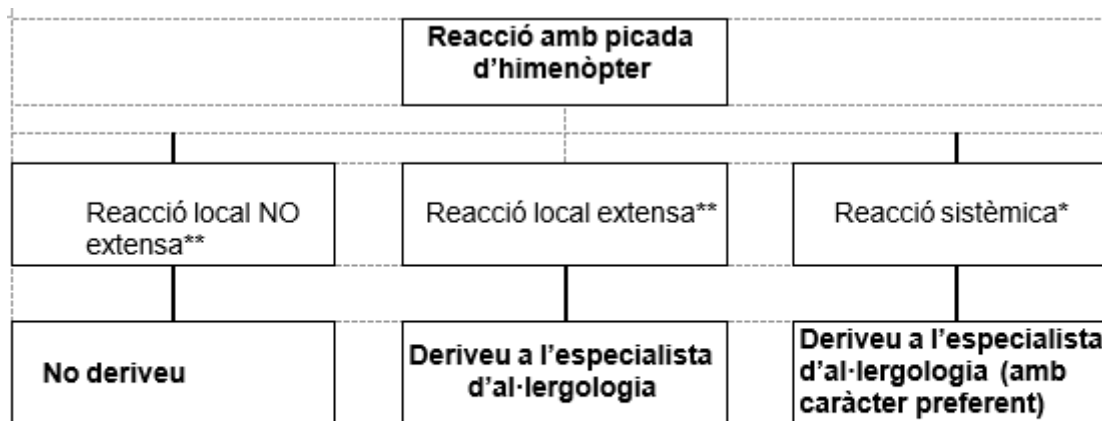 Reacció amb picada
d’himenòpter
Reacció local NO
extensa**
Reacció local extensa**
Reacció sistèmica*
No deriveu
Deriveu a l’especialista
d’al·lergologia
Deriveu a l’especialista
d’al·lergologia (amb
caràcter preferent)